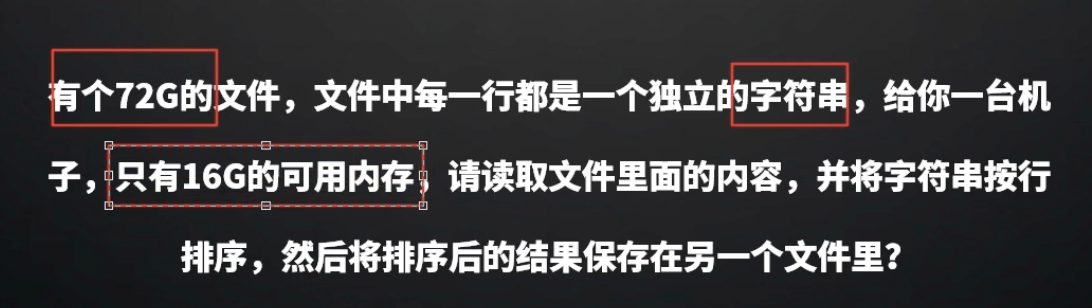 有个72G的文件，文件中每一行都是一个独立的字符串，给你一台机
子，只有16G的可用内存，请读取文件里面的内容，并将字符串按行
排序，然后将排序后的结果保存在另一个文件里？